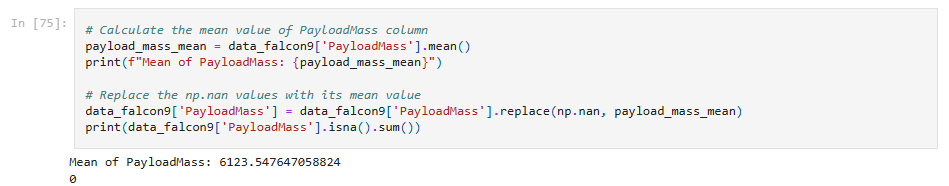 In [75]:
# Calculate the mean value of PayloadMass column
payload_mass_mean = data_falcon9['PayloadMass'].mean()
print(f"Mean of PayloadMass: {payload_mass_mean}")
# Replace the np.nan values with its mean value
data_falcon9['PayloadMass'] = data_falcon9['PayloadMass'].replace(np.nan, payload_mass_mean)
print(data_falcon9['PayloadMass'].isna().sum())
Mean of PayloadMass: 6123.547647058824
0